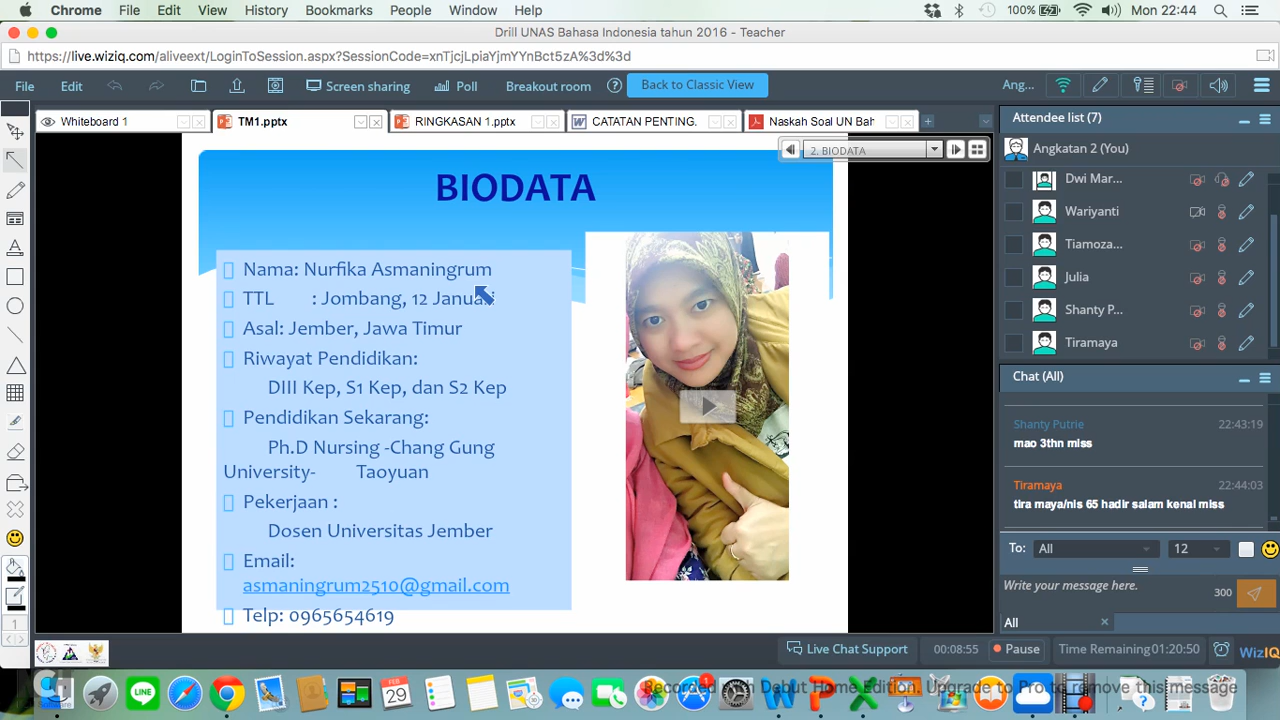 Chrome File Edit View History Bookmarks People Window Help 100% Mon 22:44
Drill UNAS Bahasa Indonesia tahun 2016 - Teacher
https://live.wiziq.com/aliveext/LoginToSession.aspx?SessionCode=xnTjcjLpiaYjmYYnBct5zA%3d%3d
File Edit Screen sharing Poll Breakout room ? Back to Classic View Ang...
Whiteboard 1 TM1.pptx RINGKASAN 1.pptx CATATAN PENTING. Naskah Soal UN Bah
Attendee list (7)
2. BIODATA
Angkatan 2 (You)
Dwi Mar...
Wariyanti
Tiamoza...
Julia
Shanty P...
Tiramaya
BIODATA
Nama: Nurfika Asmaningrum
TTL : Jombang, 12 Januari
Asal: Jember, Jawa Timur
Riwayat Pendidikan:
DIII Kep, S1 Kep, dan S2 Kep
Pendidikan Sekarang:
Ph.D Nursing -Chang Gung
University- Taoyuan
Pekerjaan :
Dosen Universitas Jember
Email:
asmaningrum2510@gmail.com
Telp: 0965654619
Chat (All)
Shanty Putrie 22:43:19
mao 3thn miss
Tiramaya 22:44:03
tira maya/nis 65 hadir salam kenal miss
To: All 12
Write your message here. 300
All
1
Live Chat Support 00:08:55 Pause Time Remaining 01:20:50 WizIQ
LINE FEB 29
Recorded with Debut Home Edition. Upgrade to Pro to remove this message